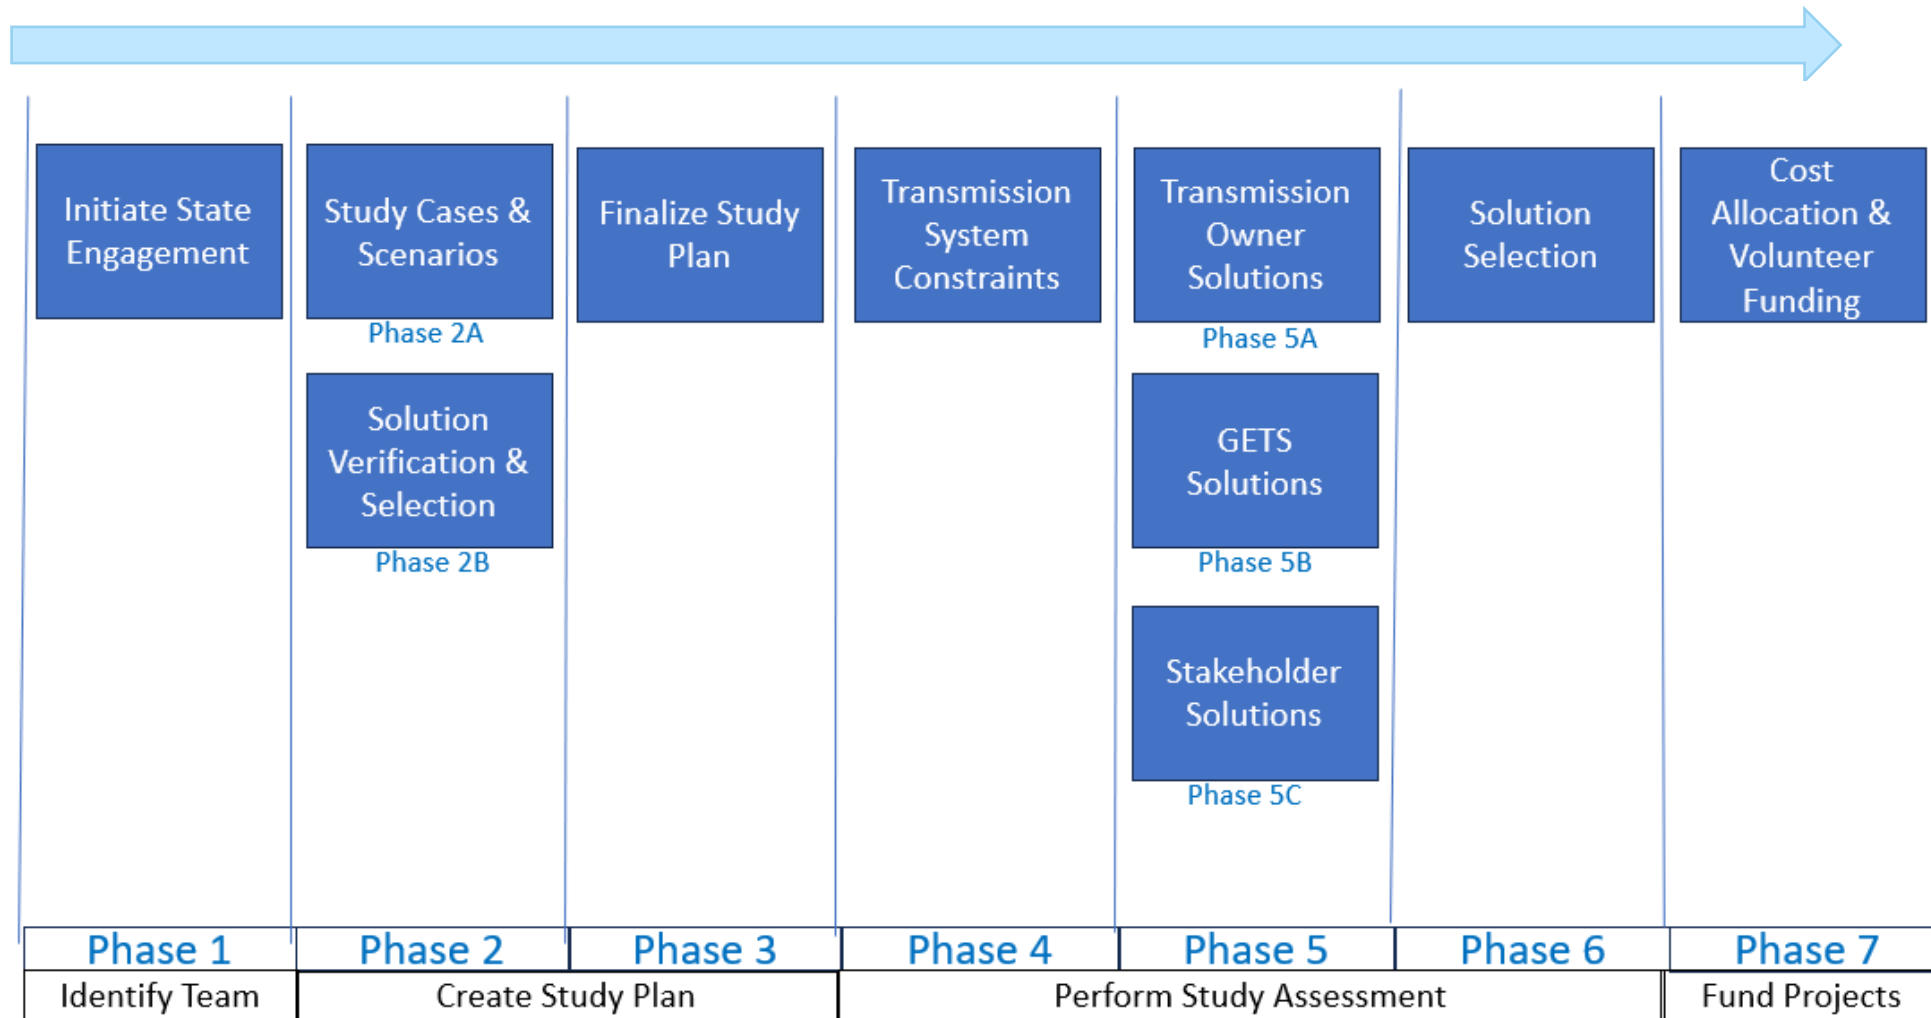 Initiate State
Engagement
Study Cases &
Scenarios
Phase 2A
Solution
Verification &
Selection
Phase 2B
Finalize Study
Plan
Transmission
System
Constraints
Transmission
Owner
Solutions
Phase 5A
GETS
Solutions
Phase 5B
Stakeholder
Solutions
Phase 5C
Solution
Selection
Cost
Allocation &
Volunteer
Funding
Phase 1
Phase 2
Phase 3
Phase 4
Phase 5
Phase 6
Phase 7
Identify Team
Create Study Plan
Perform Study Assessment
Fund Projects